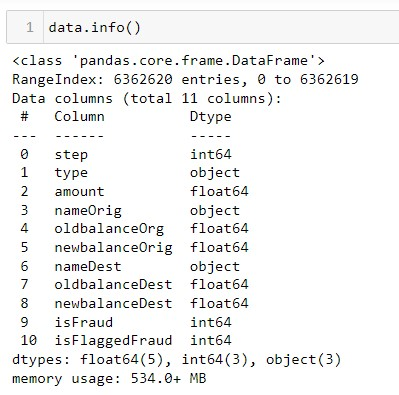 1 data.info()
<class 'pandas.core.frame.DataFrame'>
RangeIndex: 6362620 entries, 0 to 6362619
Data columns (total 11 columns):
 #   Column          Dtype
---  ------          -----
 0   step            int64
 1   type            object
 2   amount          float64
 3   nameOrig        object
 4   oldbalanceOrg   float64
 5   newbalanceOrig  float64
 6   nameDest        object
 7   oldbalanceDest  float64
 8   newbalanceDest  float64
 9   isFraud         int64
 10  isFlaggedFraud  int64
dtypes: float64(5), int64(3), object(3)
memory usage: 534.0+ MB